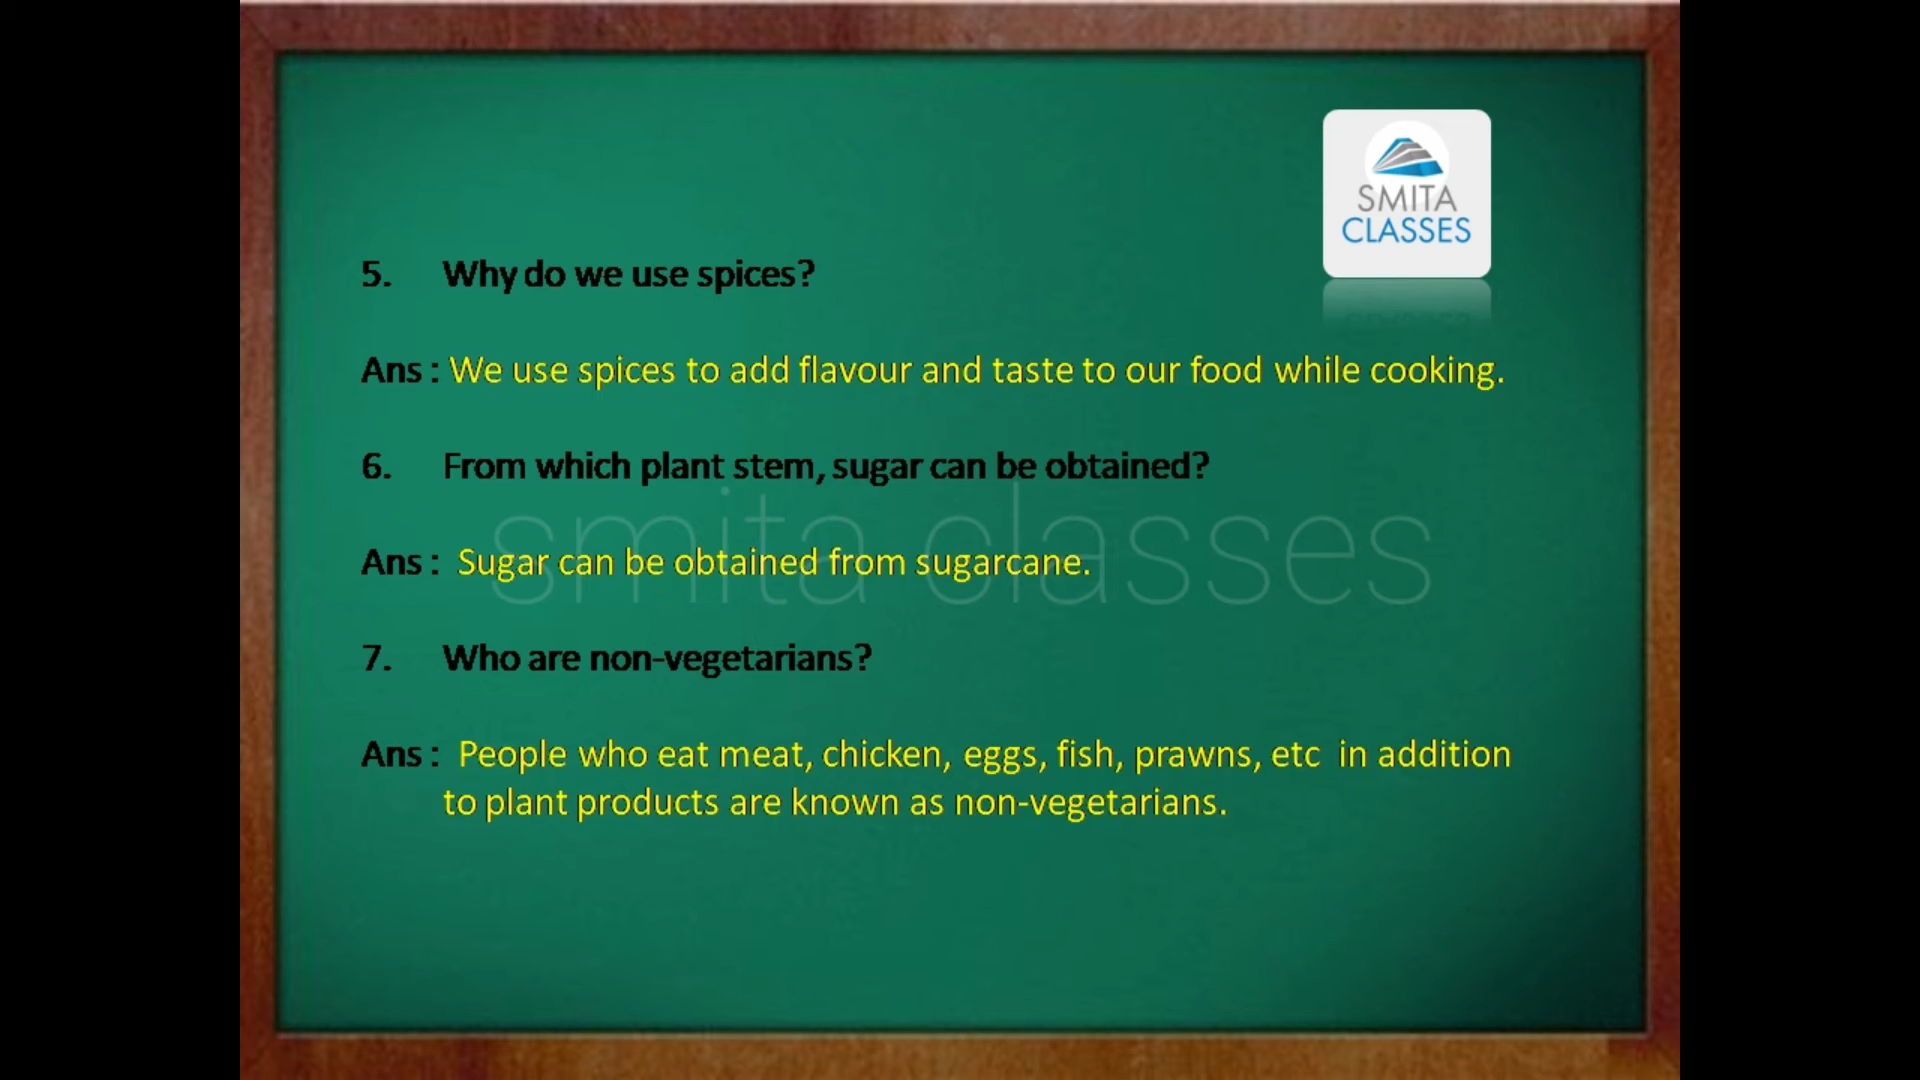 SMITA
CLASSES
5. Why do we use spices?
Ans : We use spices to add flavour and taste to our food while cooking.
6. From which plant stem, sugar can be obtained?
smita classes
Ans : Sugar can be obtained from sugarcane.
7. Who are non-vegetarians?
Ans : People who eat meat, chicken, eggs, fish, prawns, etc in addition
to plant products are known as non-vegetarians.